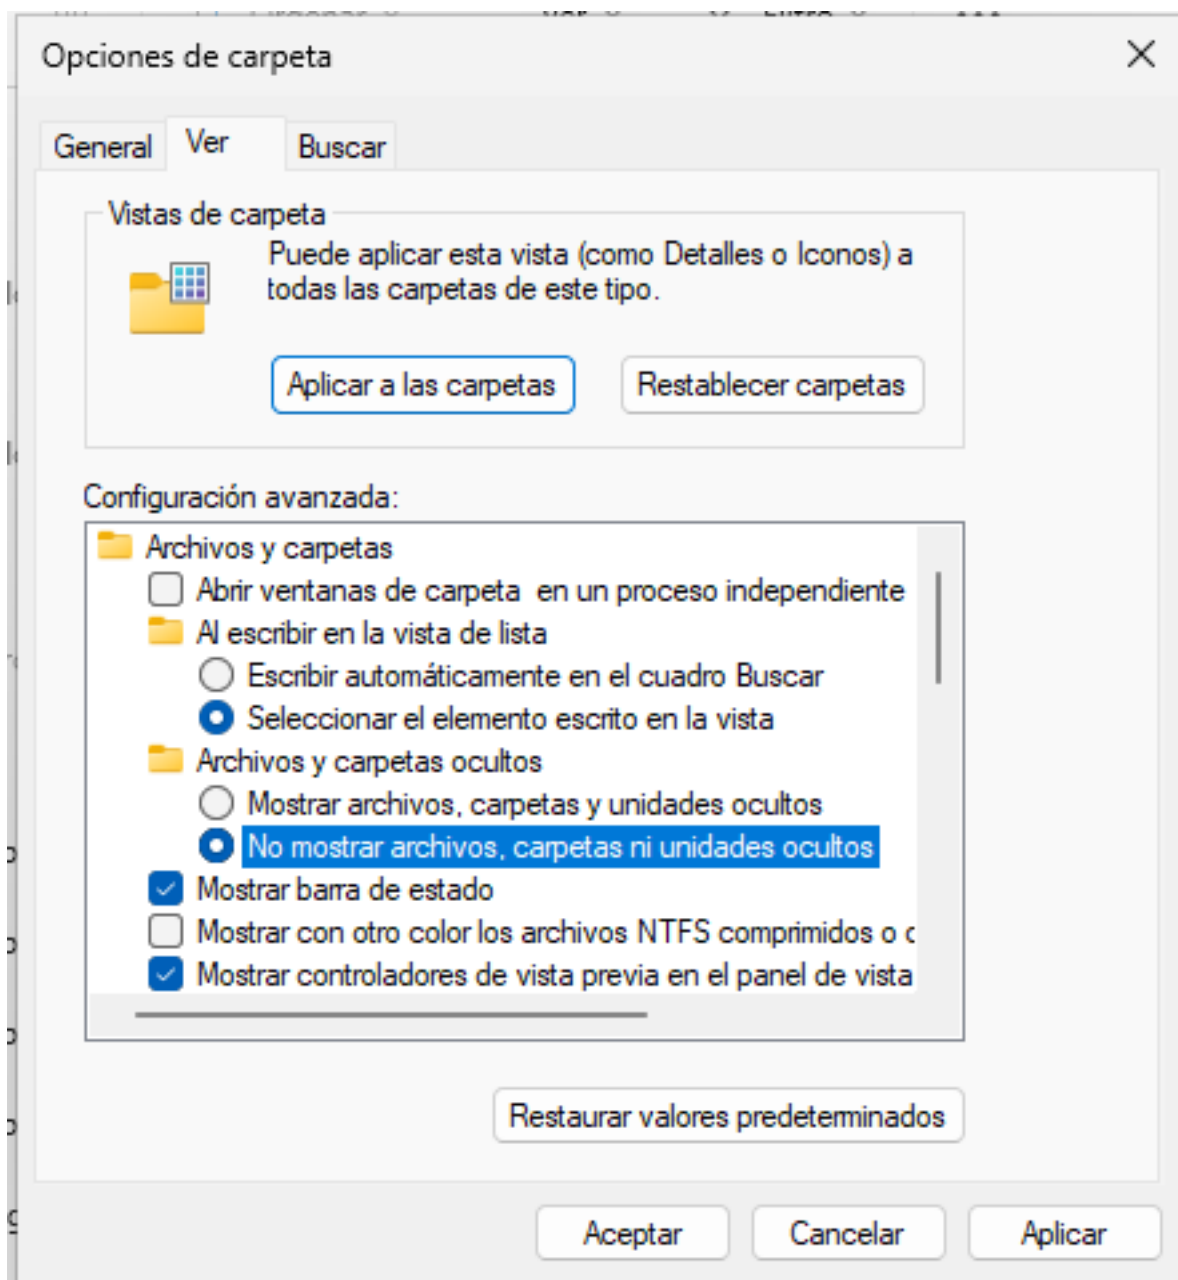 Opciones de carpeta
General Ver Buscar
Vistas de carpeta
Puede aplicar esta vista (como Detalles o Iconos) a
todas las carpetas de este tipo.
Aplicar a las carpetas Restablecer carpetas
Configuración avanzada:
Archivos y carpetas
Abrir ventanas de carpeta en un proceso independiente
Al escribir en la vista de lista
Escribir automáticamente en el cuadro Buscar
Seleccionar el elemento escrito en la vista
Archivos y carpetas ocultos
Mostrar archivos, carpetas y unidades ocultos
No mostrar archivos, carpetas ni unidades ocultos
Mostrar barra de estado
Mostrar con otro color los archivos NTFS comprimidos o
Mostrar controladores de vista previa en el panel de vista
Restaurar valores predeterminados
Aceptar Cancelar Aplicar